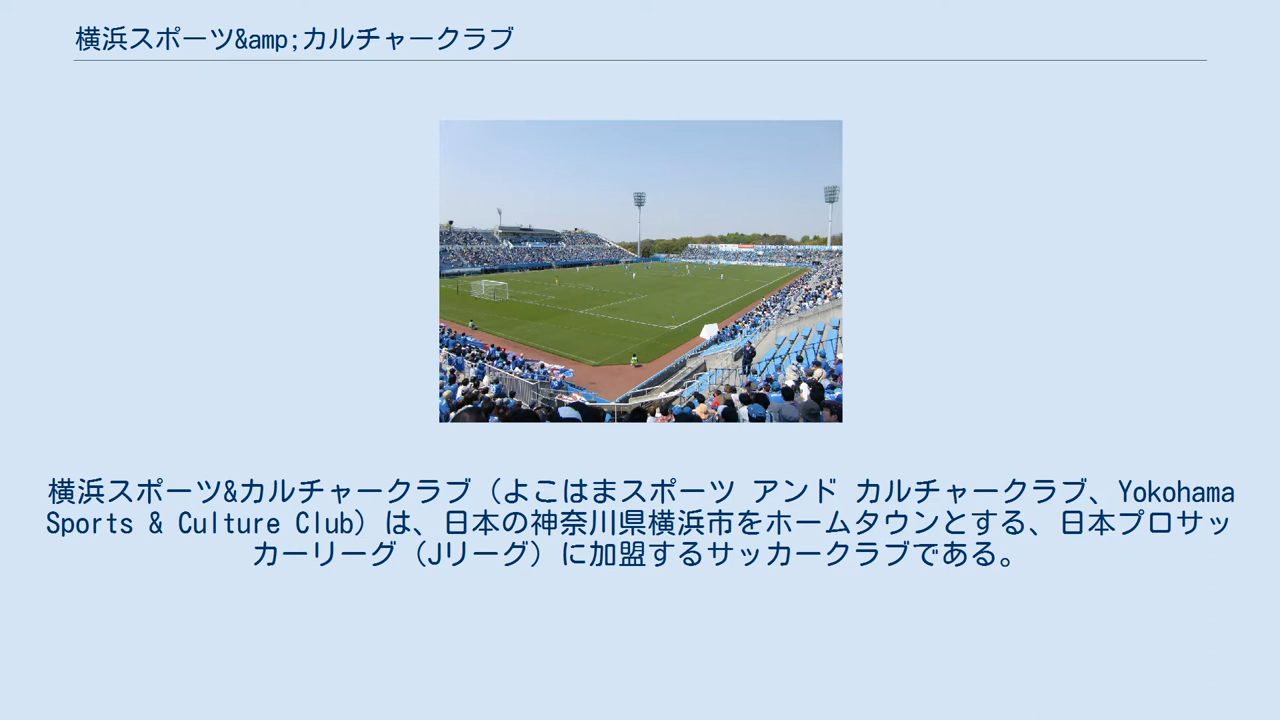 横浜スポーツ&amp;カルチャークラブ
横浜スポーツ&カルチャークラブ（よこはまスポーツ アンド カルチャークラブ、Yokohama
Sports & Culture Club）は、日本の神奈川県横浜市をホームタウンとする、日本プロサッ
カーリーグ（Jリーグ）に加盟するサッカークラブである。